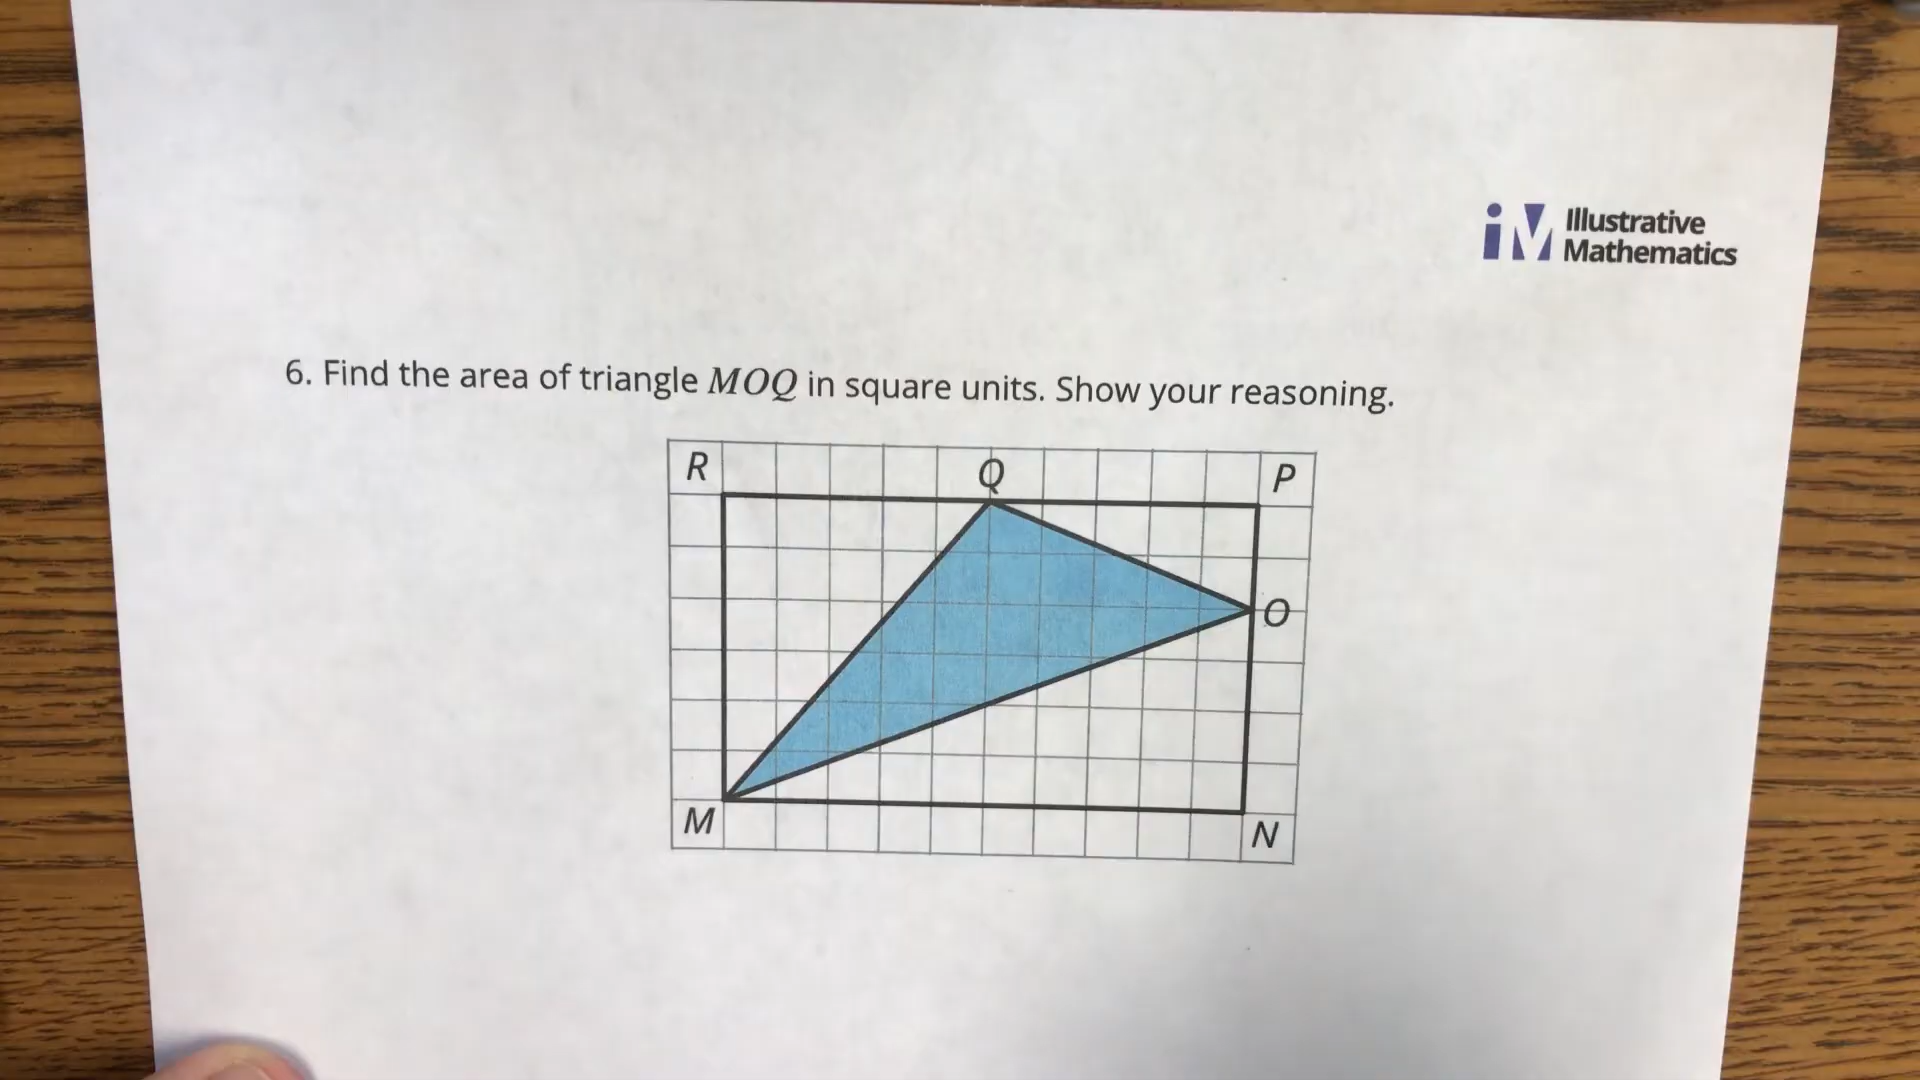 Illustrative
Mathematics
6. Find the area of triangle MOQ in square units. Show your reasoning.
R Q P
O
M N